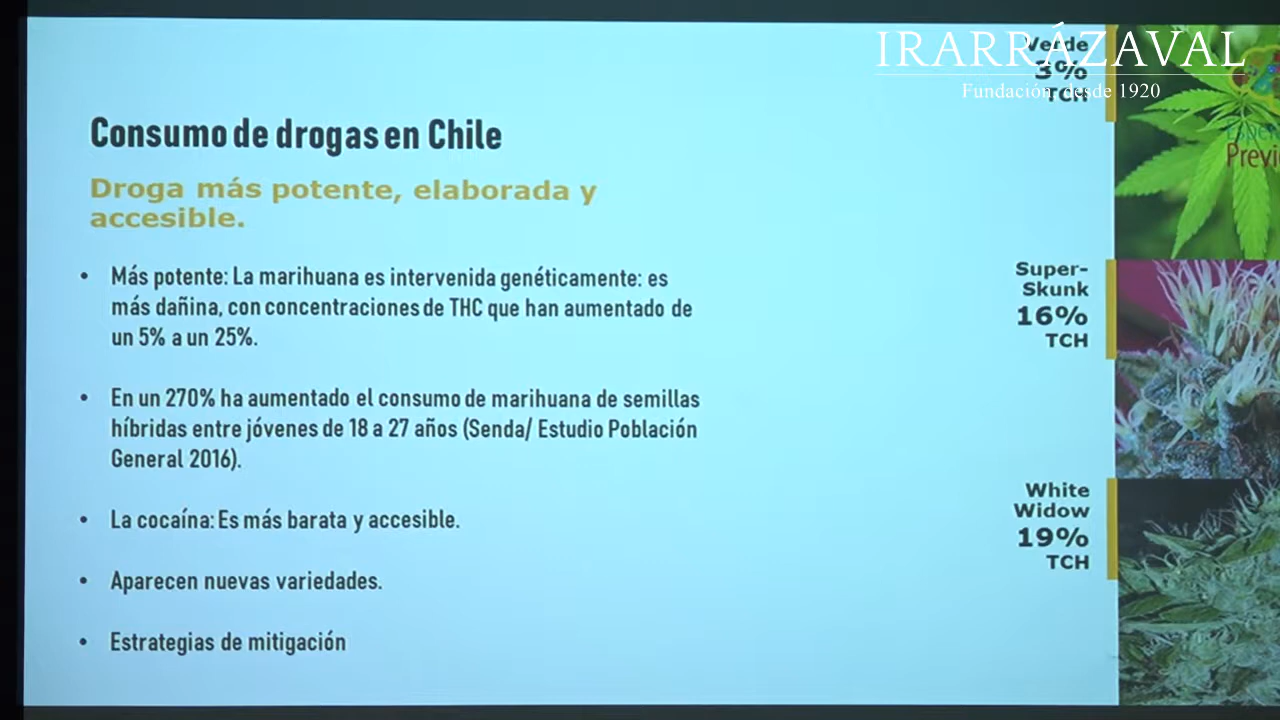 IRARRÁZAVAL
Fundación, desde 1920
Verde
3%
TCH
Previ
Consumo de drogas en Chile
Droga más potente, elaborada y
accesible.
• Más potente: La marihuana es intervenida genéticamente: es
más dañina, con concentraciones de THC que han aumentado de
un 5% a un 25%.
• En un 270% ha aumentado el consumo de marihuana de semillas
híbridas entre jóvenes de 18 a 27 años (Senda/ Estudio Población
General 2016).
• La cocaína: Es más barata y accesible.
• Aparecen nuevas variedades.
• Estrategias de mitigación
Super-
Skunk
16%
TCH
White
Widow
19%
TCH